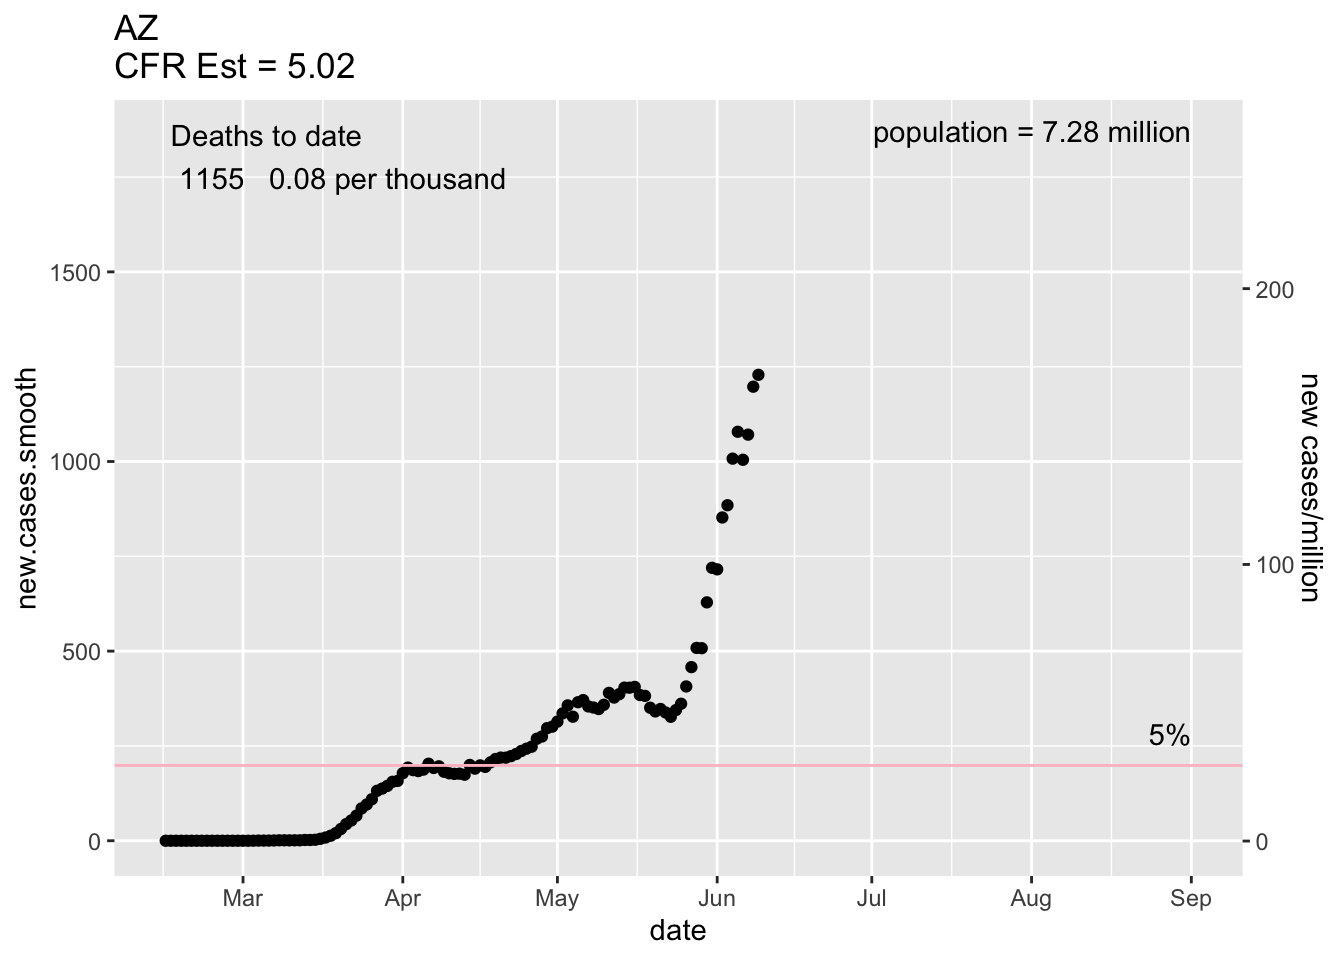 AZ
CFR Est = 5.02
Deaths to date
1155 0.08 per thousand
population = 7.28 million
1500
1000
500
0
new.cases.smooth
200
100
0
new cases/million
5%
Mar Apr May Jun Jul Aug Sep
date